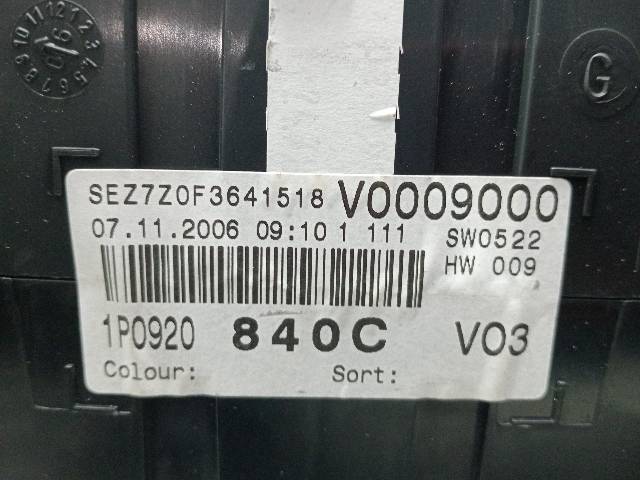 G
SEZ7Z0F3641518 V0009000
07.11.2006 09:10 1 111 SW0522
HW 009
1P0920 840C V03
Colour: Sort: